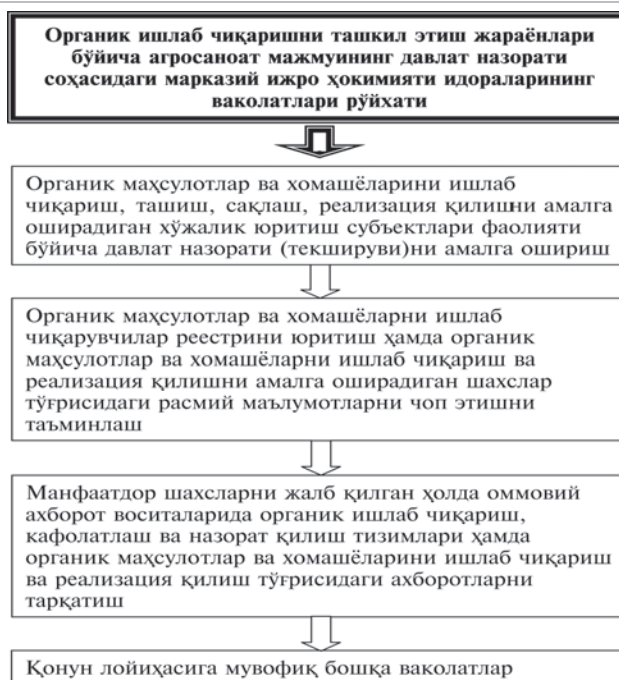 Органик ишлаб чиқаришни ташкил этиш жараёнлари
бўйича агросаноат мажмуининг давлат назорати
соҳасидаги марказий ижро ҳокимияти идораларининг
ваколатлари рўйхати
Органик маҳсулотлар ва хомашёларини ишлаб
чиқариш, ташиш, сақлаш, реализация қилишни амалга
оширадиган хўжалик юритиш субъектлари фаолияти
бўйича давлат назорати (текшируви)ни амалга ошириш
Органик маҳсулотлар ва хомашёларни ишлаб
чиқарувчилар реестрини юритиш ҳамда органик
маҳсулотлар ва хомашёларни ишлаб чиқариш ва
реализация қилишни амалга оширадиган шахслар
тўғрисидаги расмий маълумотларни чоп этишни
таъминлаш
Манфаатдор шахсларни жалб қилган ҳолда оммовий
ахборот воситаларида органик ишлаб чиқариш,
кафолатлаш ва назорат қилиш тизимлари ҳамда
органик маҳсулотлар ва хомашёларини ишлаб чиқариш
ва реализация қилиш тўғрисидаги ахборотларни
тарқатиш
Қонун лойиҳасига мувофиқ бошқа ваколатлар